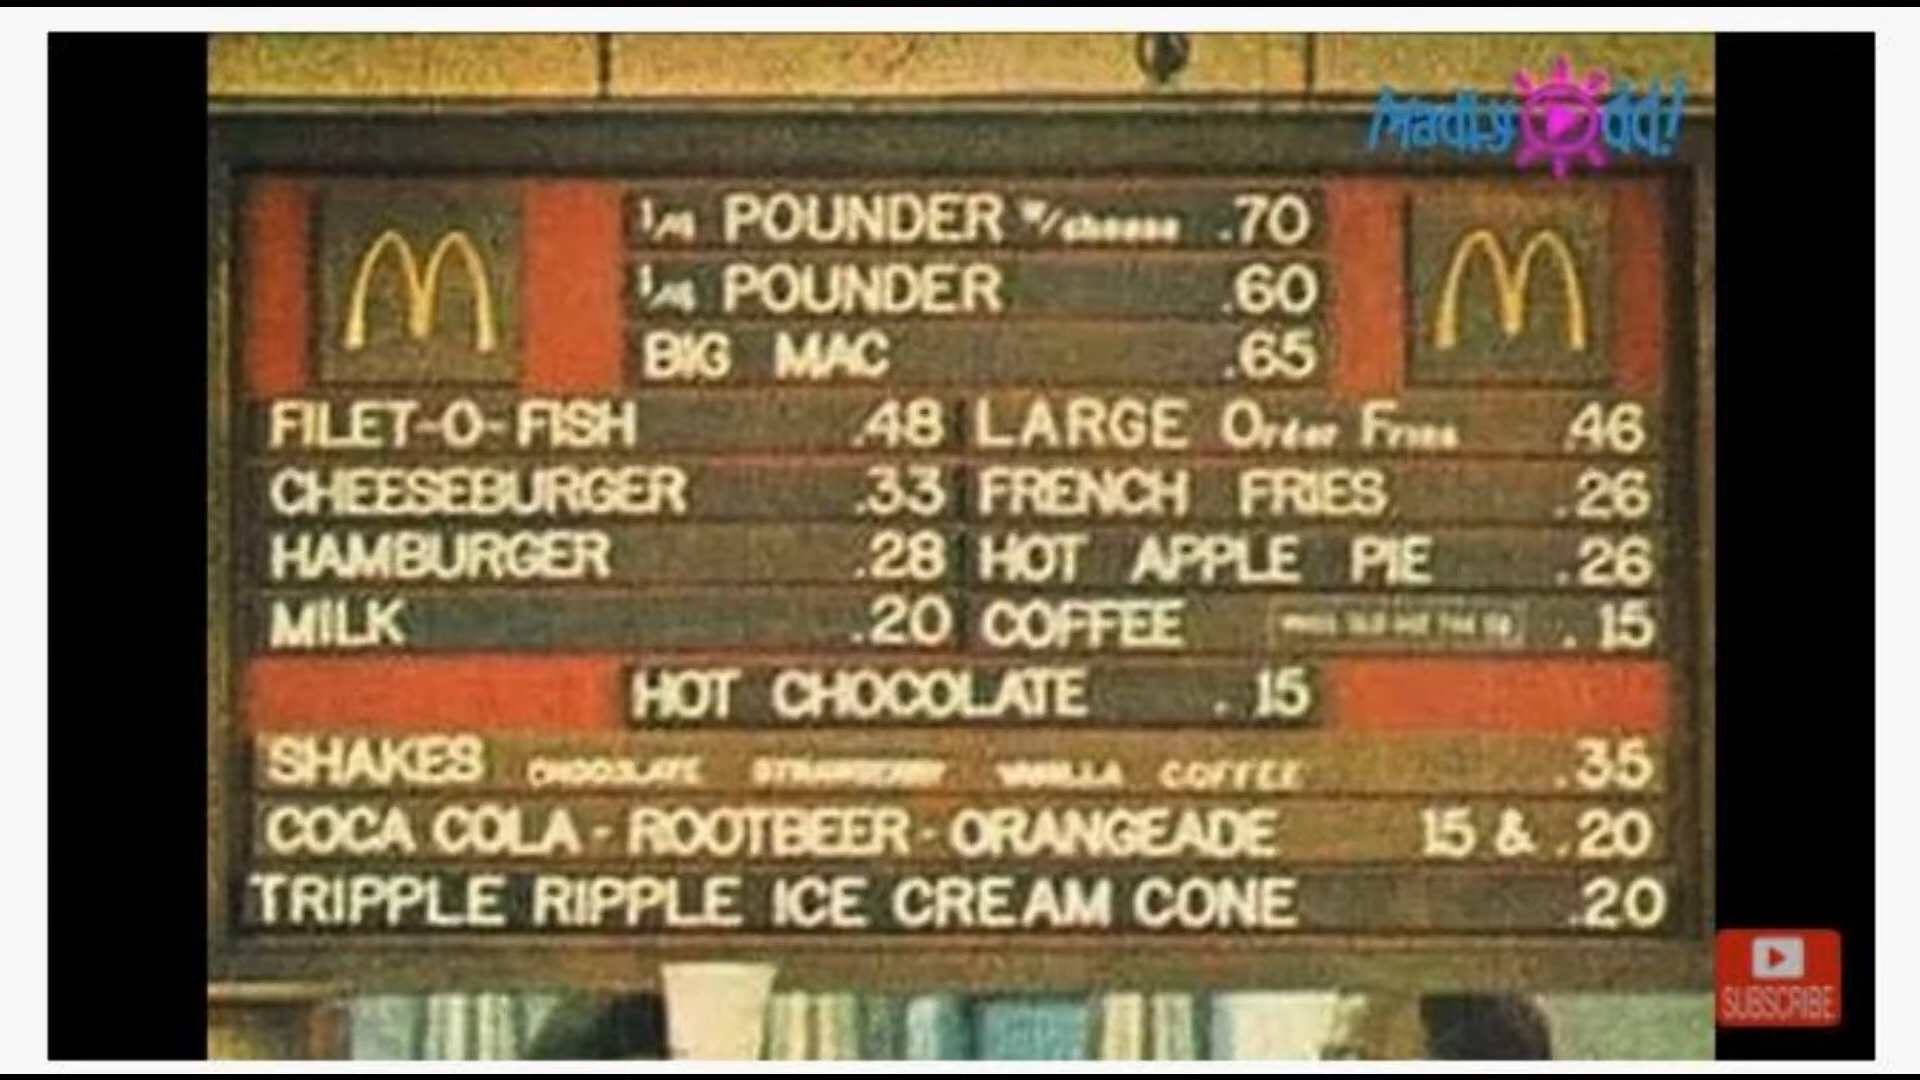 MadLy Odd!
1/4 POUNDER w/cheese .70
1/4 POUNDER .60
BIG MAC .65
FILET-O-FISH .48 LARGE Order Fries .46
CHEESEBURGER .33 FRENCH FRIES .26
HAMBURGER .28 HOT APPLE PIE .26
MILK .20 COFFEE . 15
HOT CHOCOLATE . 15
SHAKES CHOCOLATE STRAWBERRY VANILLA COFFEE .35
COCA COLA - ROOTBEER - ORANGEADE 15 & .20
TRIPPLE RIPPLE ICE CREAM CONE .20
SUBSCRIBE